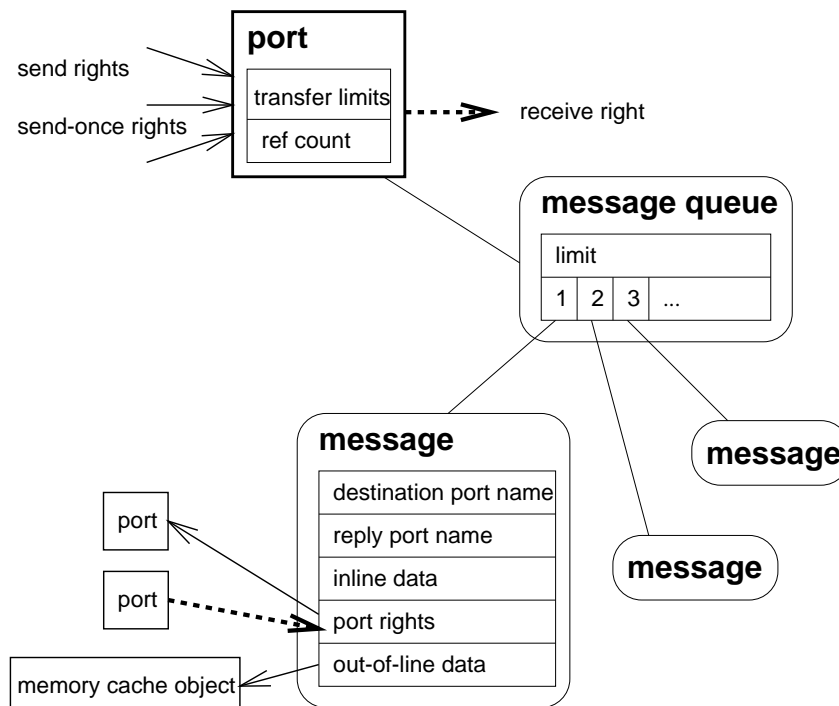 port
send rights
transfer limits
receive right
send-once rights
ref count
message queue
limit
1 2 3 ...
message
message
destination port name
port
reply port name
message
inline data
port
port rights
out-of-line data
memory cache object